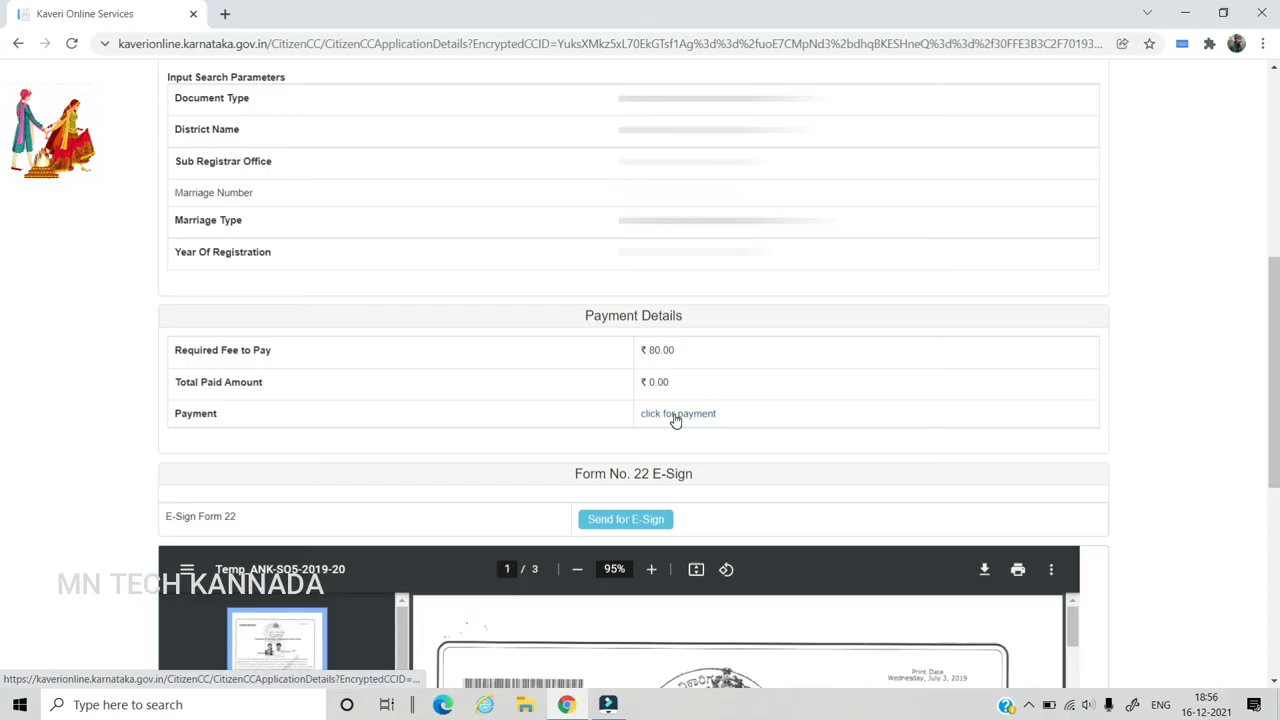 Kaveri Online Services
kaverionline.karnataka.gov.in/CitizenCC/CitizenCCApplicationDetails?EncryptedCCID=YuksXMkz5xL70EkGTsf1Ag%3d%3d%2fuoE7CMpNd3%2bdhqBKESHnoQ%3d%3d%2f30FFE3B3C2F70193...
Input Search Parameters
Document Type
District Name
Sub Registrar Office
Marriage Number
Marriage Type
Year Of Registration
Payment Details
Required Fee to Pay ₹ 80.00
Total Paid Amount ₹ 0.00
Payment click for payment
Form No. 22 E-Sign
E-Sign Form 22 Send for E-Sign
Temp_ANK-SO5-2019-20 1 / 3 95%
MN TECH KANNADA
Print Date
Wednesday, July 3, 2019
https://kaverionline.karnataka.gov.in/CitizenCC/CitizenCCApplicationDetails?EncryptedCCID=...
Type here to search
ENG
18:56
16-12-2021